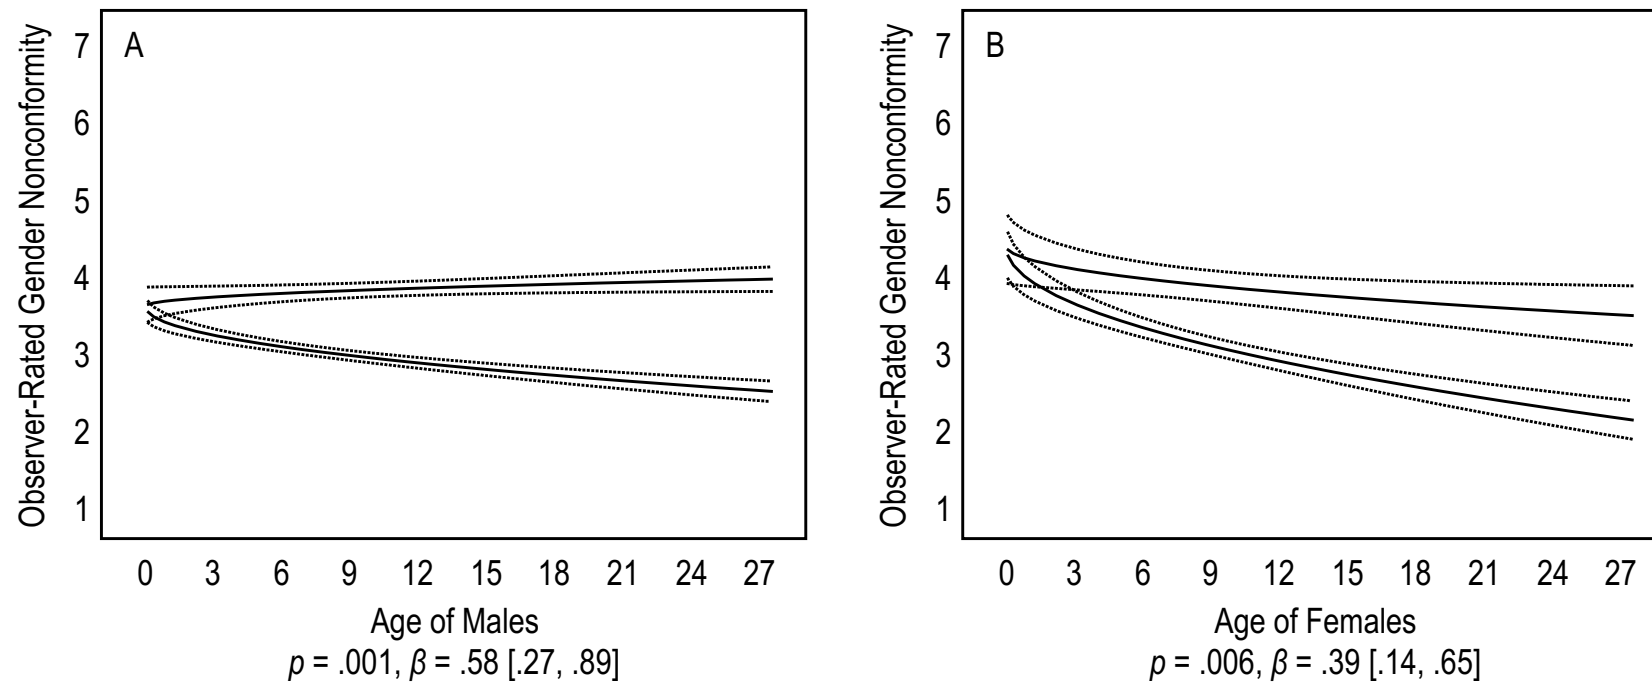 A
Observer-Rated Gender Nonconformity
7
6
5
4
3
2
1
0 3 6 9 12 15 18 21 24 27
Age of Males
p = .001, β = .58 [.27, .89]
B
Observer-Rated Gender Nonconformity
7
6
5
4
3
2
1
0 3 6 9 12 15 18 21 24 27
Age of Females
p = .006, β = .39 [.14, .65]